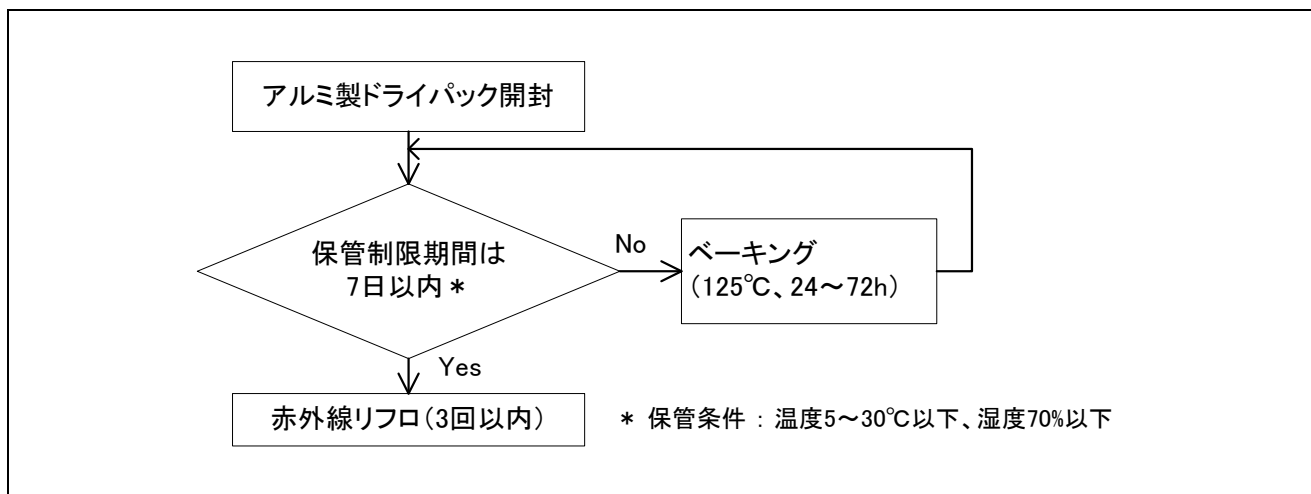 アルミ製ドライパック開封
保管制限期間は
7日以内*
No
ベーキング
(125℃、24～72h)
Yes
赤外線リフロ(3回以内)
* 保管条件 : 温度5～30℃以下、湿度70%以下